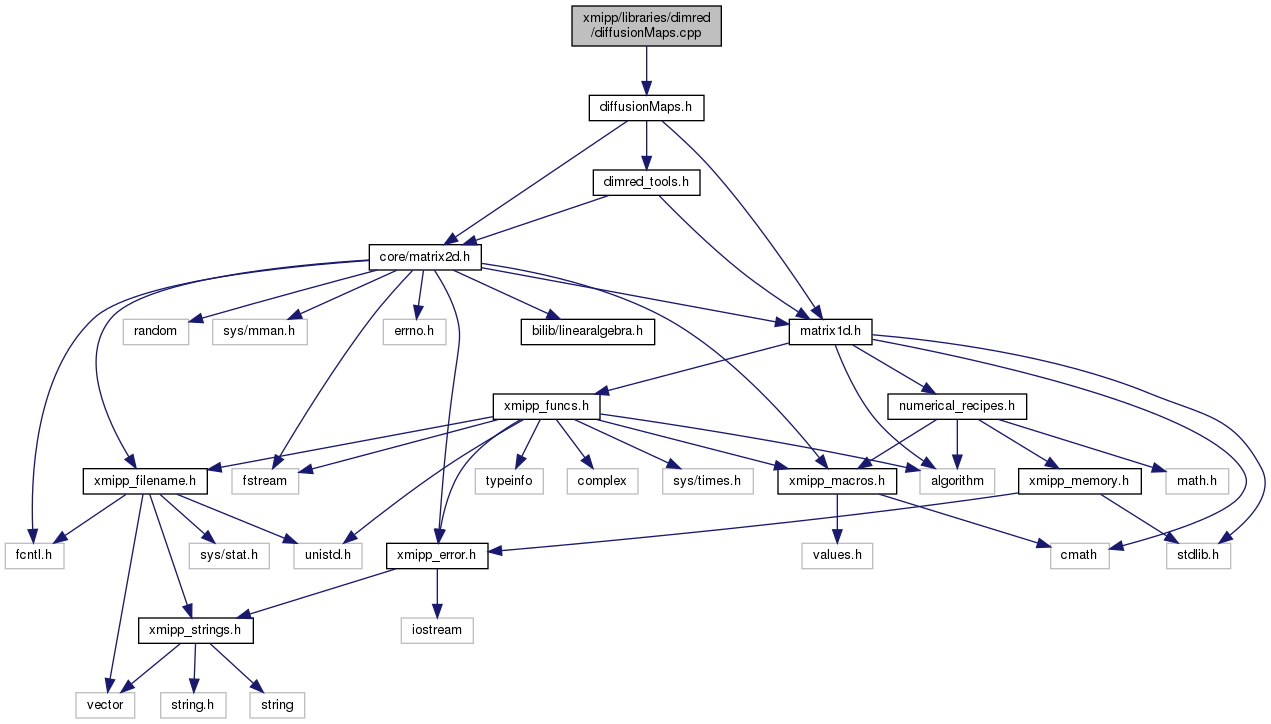 xmipp/libraries/dimred
/diffusionMaps.cpp
diffusionMaps.h
dimred_tools.h
core/matrix2d.h
random
sys/mman.h
errno.h
bilib/linearalgebra.h
matrix1d.h
xmipp_funcs.h
numerical_recipes.h
xmipp_filename.h
fstream
typeinfo
complex
sys/times.h
xmipp_macros.h
algorithm
xmipp_memory.h
math.h
fcntl.h
sys/stat.h
unistd.h
xmipp_error.h
values.h
cmath
stdlib.h
xmipp_strings.h
iostream
vector
string.h
string